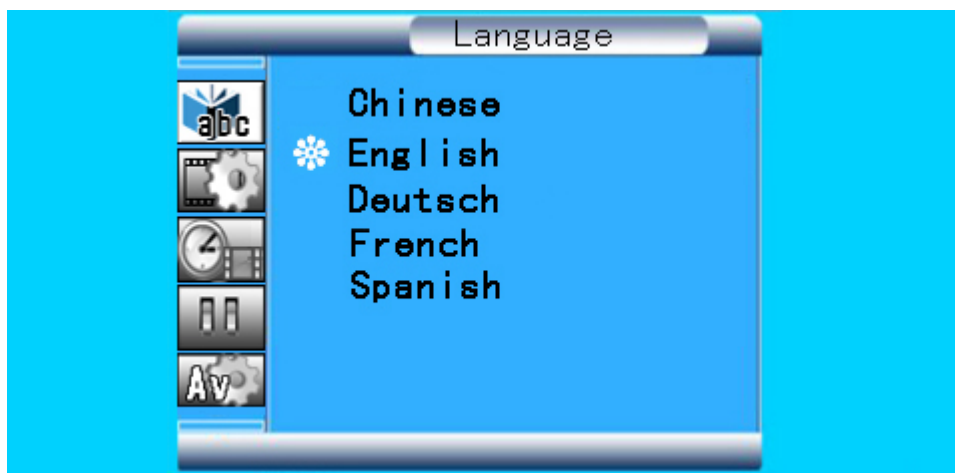 Language
abc
Chinese
English
Deutsch
French
Spanish
AV